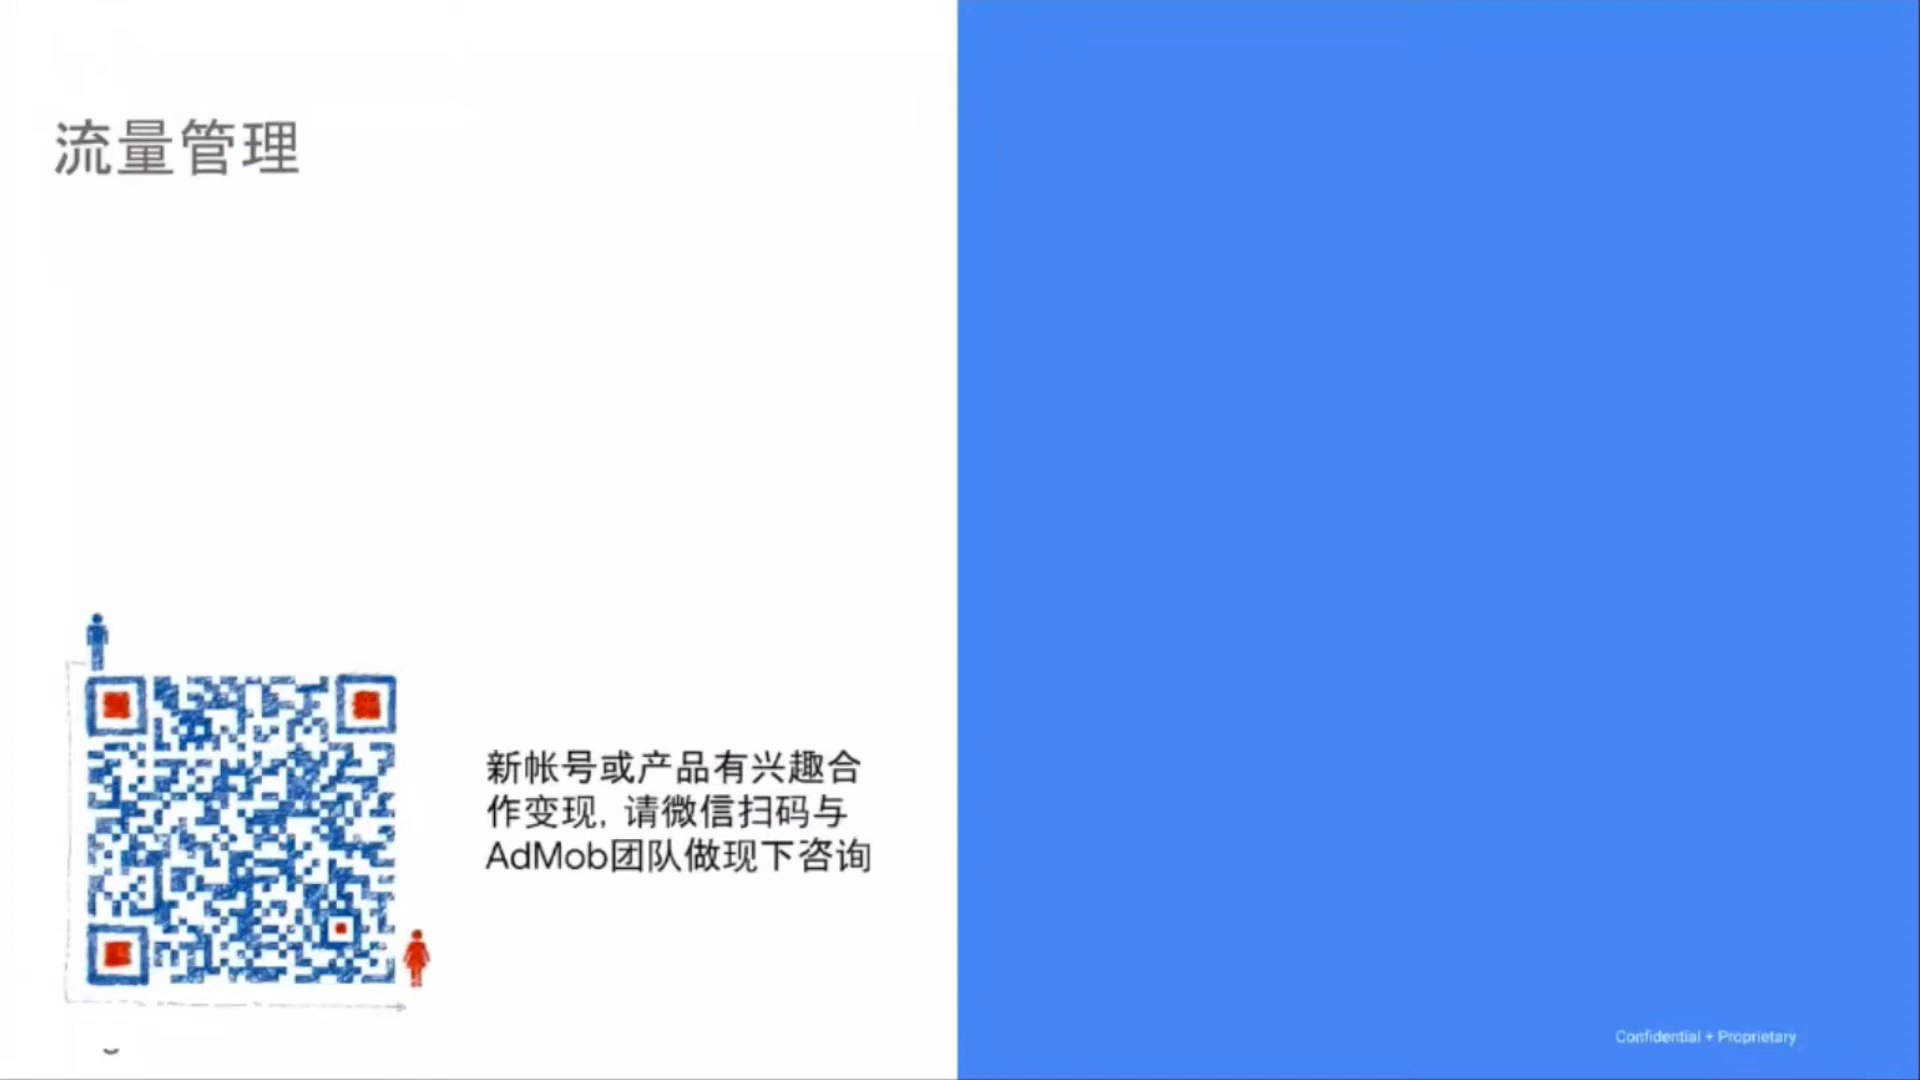 流量管理
新帐号或产品有兴趣合
作变现, 请微信扫码与
AdMob团队做现下咨询
Confidential + Proprietary